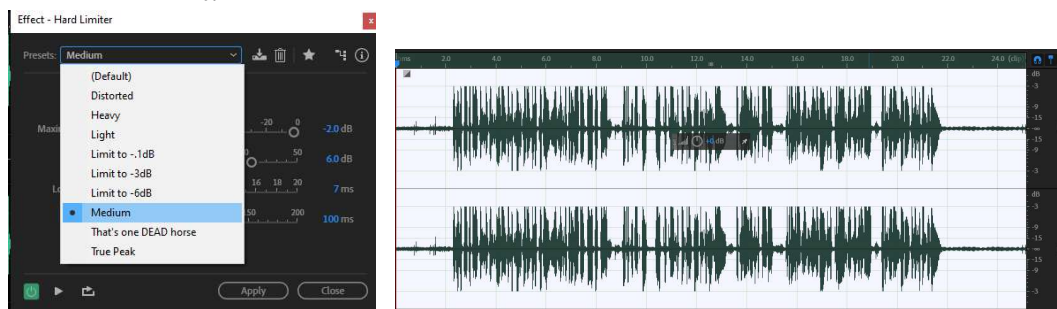 Effect - Hard Limiter
x
Presets: Medium
(Default)
Distorted
Heavy
Light
Limit to -.1dB
Limit to -3dB
Limit to -6dB
Medium
That's one DEAD horse
True Peak
-20 0
-2.0 dB
50
6.0 dB
16 18 20
7 ms
200
100 ms
Apply Close
2.0 4.0 6.0 8.0 10.0 12.0 14.0 16.0 18.0 20.0 22.0 24.0 (clip
dB
-3
-9
-15
-15
-9
-3
+0 dB
dB
-3
-9
-15
-15
-9
-3